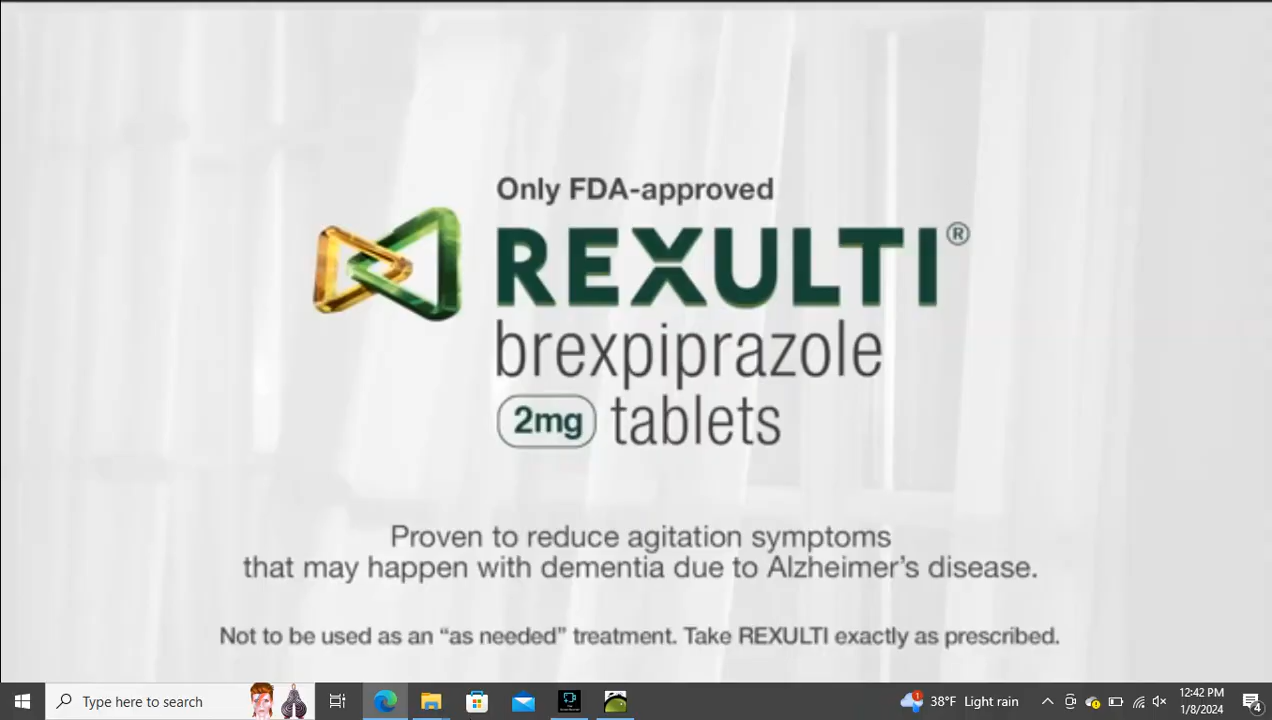 Only FDA-approved
REXULTI®
brexpiprazole
2mg tablets
Proven to reduce agitation symptoms
that may happen with dementia due to Alzheimer's disease.
Not to be used as an “as needed” treatment. Take REXULTI exactly as prescribed.
Type here to search
1
38°F Light rain
12:42 PM
1/8/2024
4